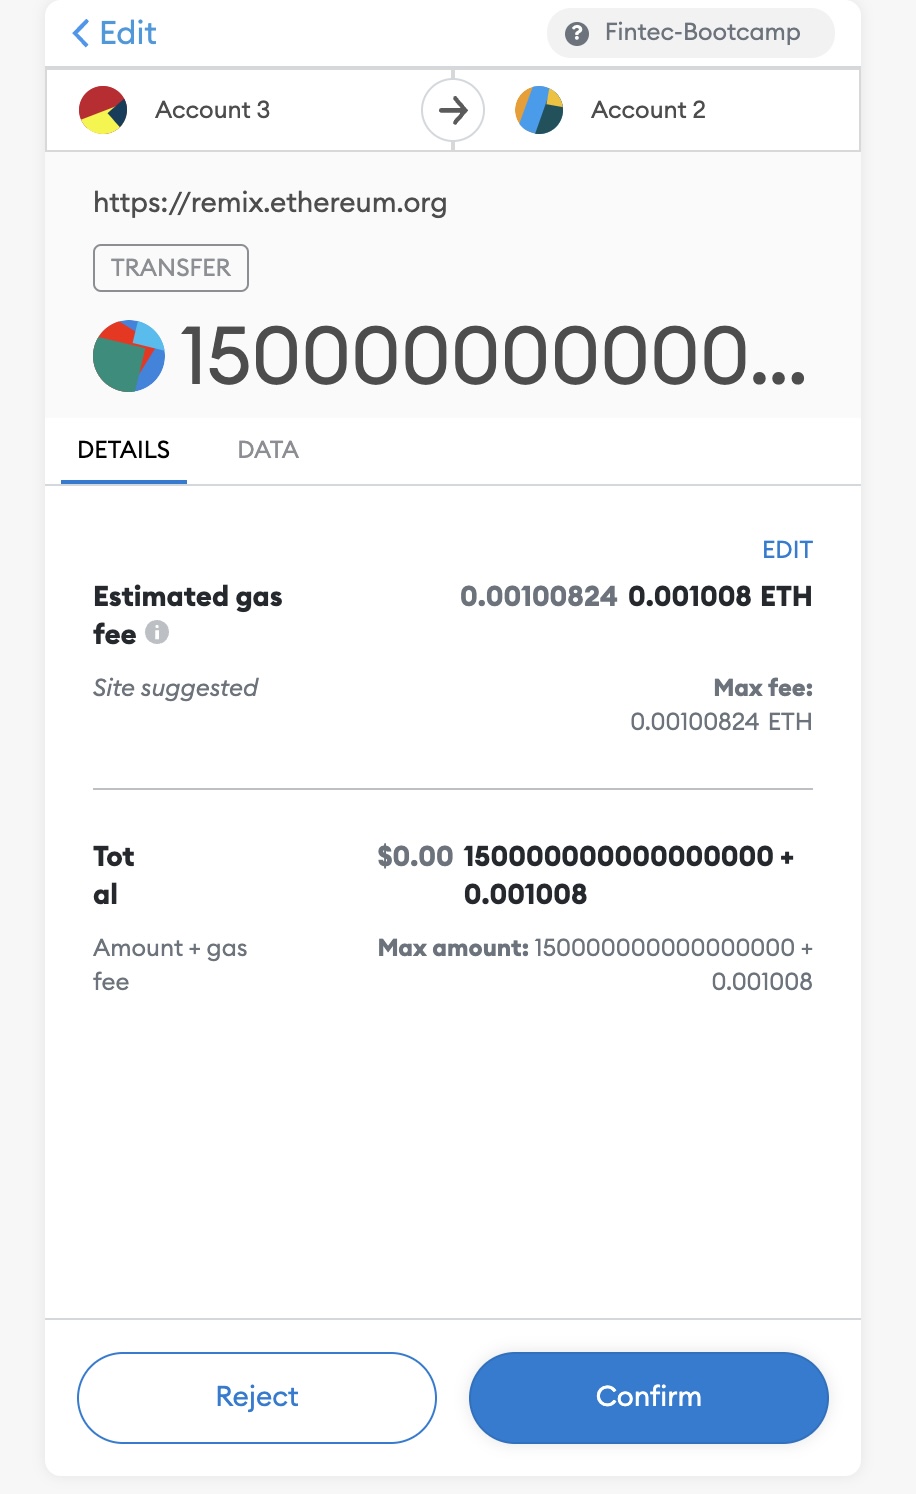 Edit
Fintec-Bootcamp
Account 3
Account 2
https://remix.ethereum.org
TRANSFER
150000000000...
DETAILS
DATA
EDIT
Estimated gas
fee
0.00100824 0.001008 ETH
Site suggested
Max fee:
0.00100824 ETH
Tot
al
$0.00 150000000000000000 +
0.001008
Amount + gas
fee
Max amount: 150000000000000000 +
0.001008
Reject
Confirm